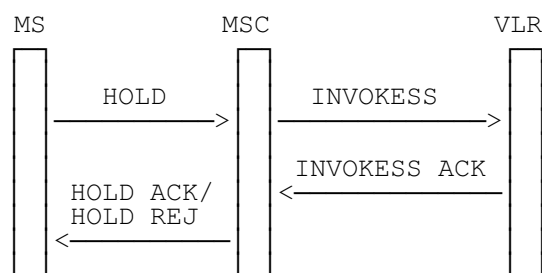 MS MSC VLR
HOLD INVOKESS
INVOKESS ACK
HOLD ACK/
HOLD REJ